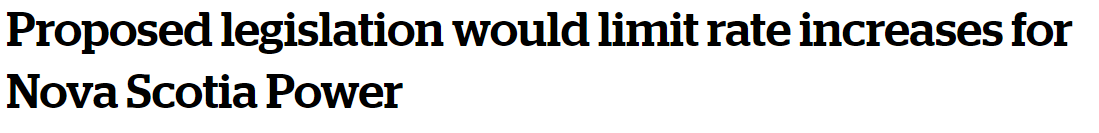 Proposed legislation would limit rate increases for
Nova Scotia Power